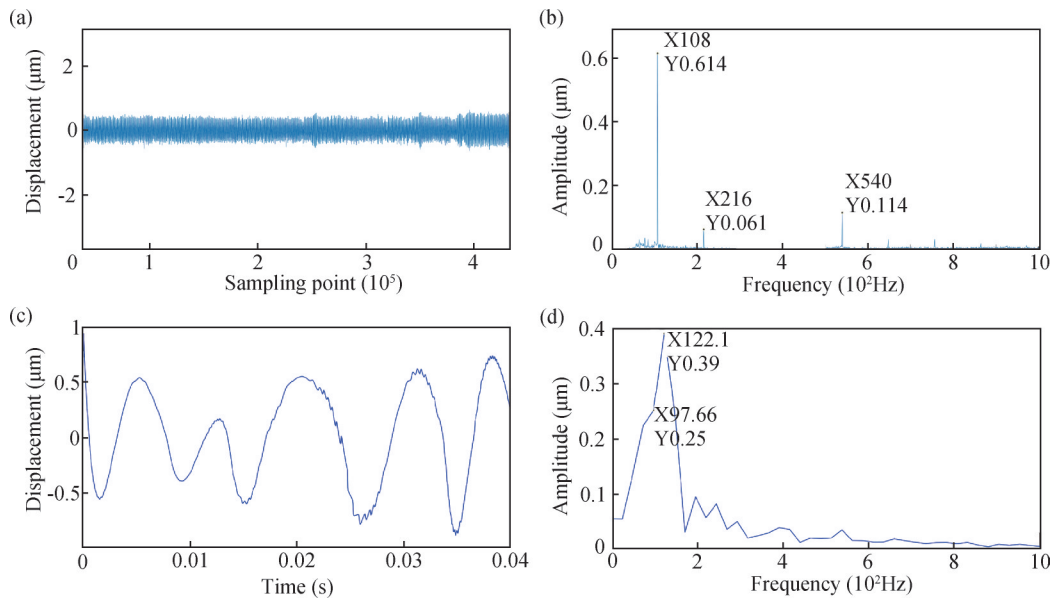 (a)
Displacement (μm)
2
0
-2
0
1
2
3
4
Sampling point (10⁵)
(b)
Amplitude (μm)
0.6
0.4
0.2
0
X108
Y0.614
X216
Y0.061
X540
Y0.114
0
2
4
6
8
10
Frequency (10²Hz)
(c)
Displacement (μm)
1
0.5
0
-0.5
0
0.01
0.02
0.03
0.04
Time (s)
(d)
Amplitude (μm)
0.4
0.3
0.2
0.1
0
X122.1
Y0.39
X97.66
Y0.25
0
2
4
6
8
10
Frequency (10²Hz)